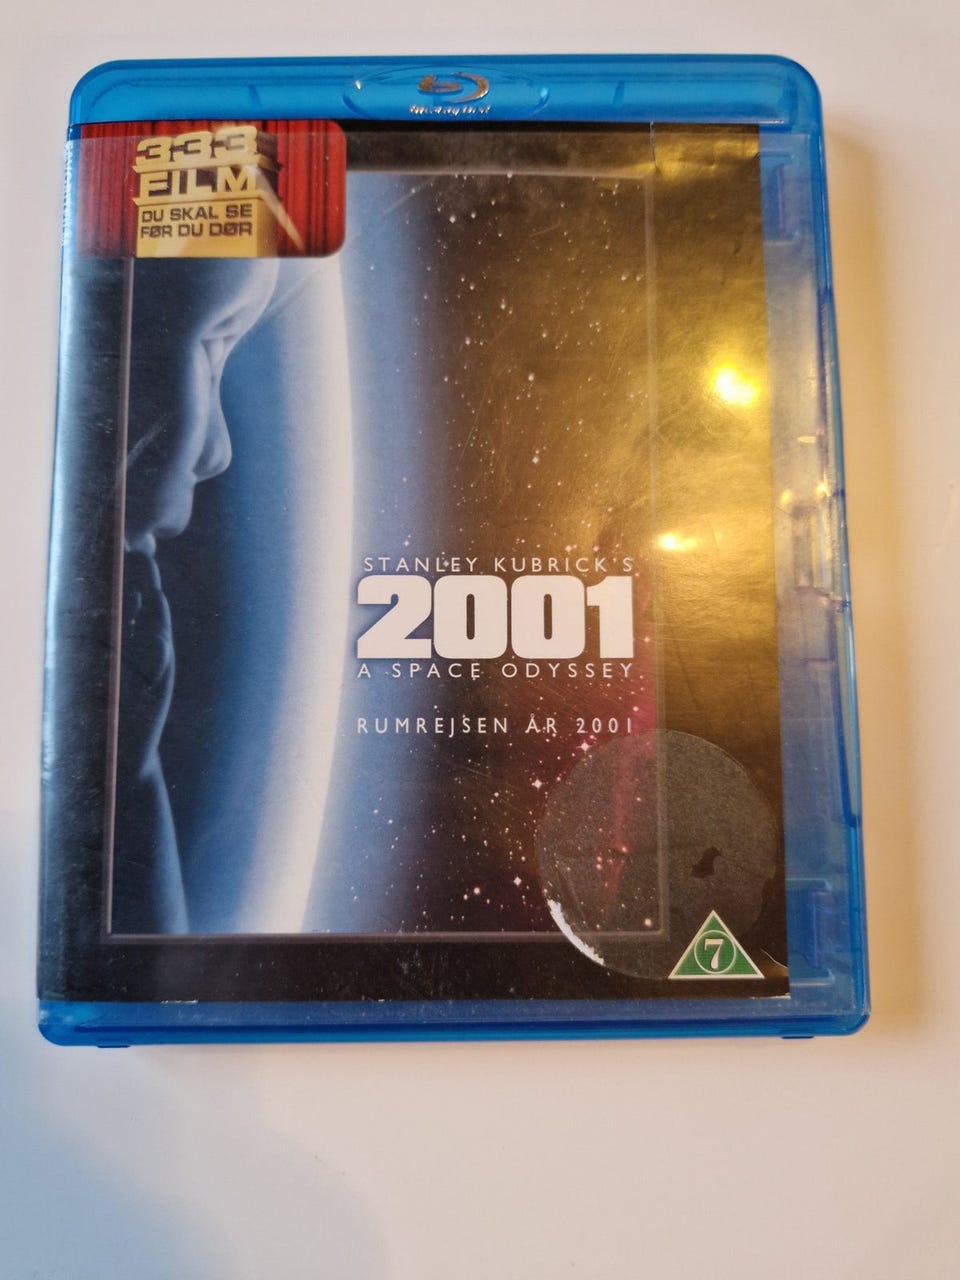 333
FILM
DU SKAL SE
FØR DU DØR
STANLEY KUBRICK'S
2001
A SPACE ODYSSEY
RUMREJSEN ÅR 2001
7